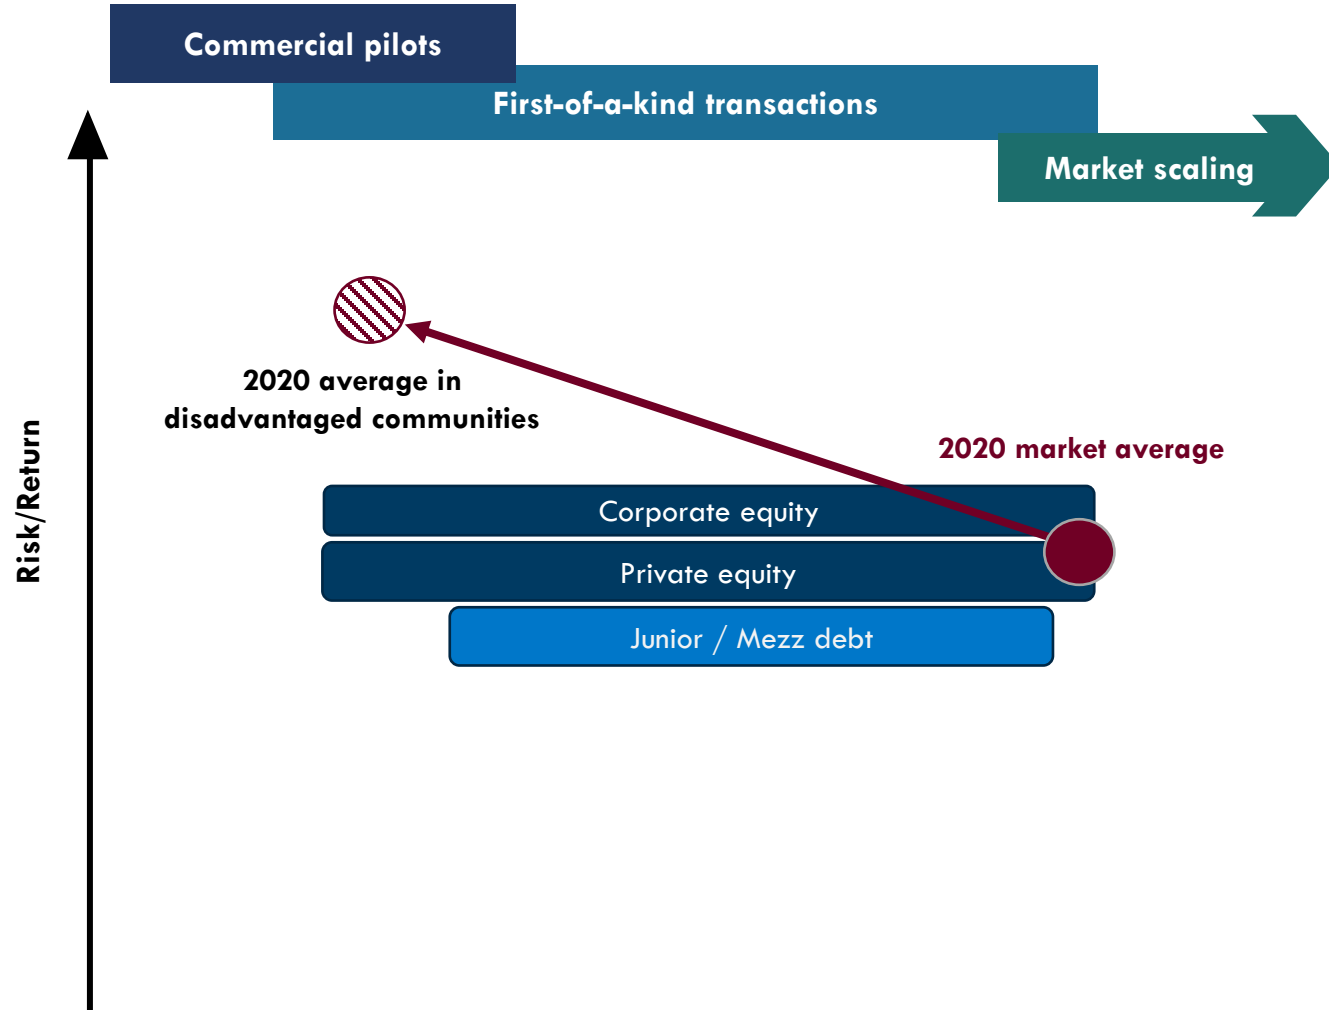 Commercial pilots
First-of-a-kind transactions
Market scaling
Risk/Return
2020 average in
disadvantaged communities
2020 market average
Corporate equity
Private equity
Junior / Mezz debt